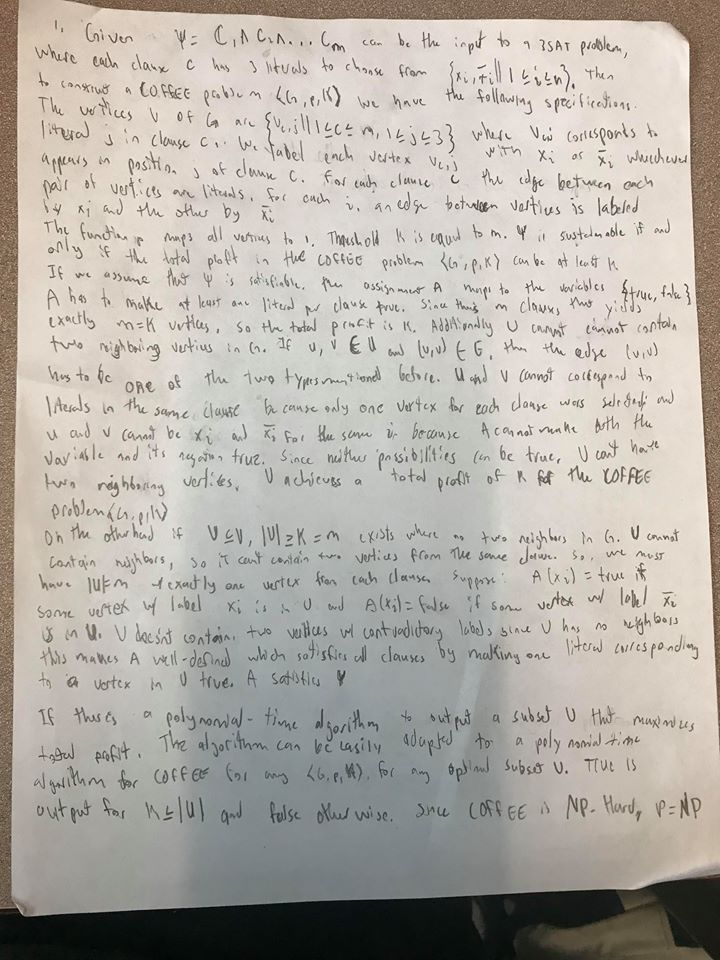 1. Given Ψ = C₁ ∧ C₂ ∧ ... Cm can be the input to a 3SAT problem,
where each clause C has 3 literals to choose from {xᵢ, x̄ᵢ || 1≤i≤n}. Then
to construct a COFFEE problem ⟨G, p, K⟩ we have the following specifications.
The vertices V of G are {Vc,j || 1≤c≤m, 1≤j≤3} where Vc,j corresponds to
literal j in clause c. We label each vertex Vc,j with xᵢ or x̄ᵢ whichever
appears in position j of clause C. For each clause c the edge between each
pair of vertices are literals. For each i, an edge between vertices is labeled
by xᵢ and the other by x̄ᵢ
The function p maps all vertices to 1. Threshold K is equal to m. Ψ is if and
only if the total profit in the COFFEE problem ⟨G, p, K⟩ can be at least K
If we assume that Ψ is satisfiable. then assignment A maps to the variables {true, false}
A has to make at least one literal per clause true. Since m clauses, this yields
exactly m=K vertices, so the total profit is K. Additionally U cannot contain
two neighboring vertices in G. If u, v ∈ U and (u,v) ∈ G, then the edge (u,v)
has to be one of the two types mentioned before. U and V cannot correspond to
literals in the same clause because only one vertex for each clause was selected and
u and v cannot be xᵢ and x̄ᵢ for the same i because A cannot make both the
variable and its negation true. Since neither possibilities can be true, U can't have
two neighboring vertices. U achieves a total profit of K for the COFFEE
problem ⟨G, p, K⟩
On the otherhand if U⊆V, |U|≥K=m exists where no two neighbors in G. U cannot
contain neighbors, so it can't contain two vertices from the same clause. So, we must
have |U|=m & exactly one vertex from each clause. Suppose: A(xᵢ) = true if
some vertex w/ label xᵢ is in U and A(xᵢ)=false if some vertex w/ label x̄ᵢ
is in U. U doesn't contain two vertices w/ contradictory labels since U has no neighbors
this makes A well-defined which satisfies all clauses by making one literal corresponding
to a vertex in U true. A satisfies Ψ
If theres a polynomial-time algorithm to output a subset U that maximizes
total profit. The algorithm can be easily adapted to a polynomial time
algorithm for COFFEE for any ⟨G, p, K⟩, for any optimal subset U. True is
output for K≤|U| and false otherwise. Since COFFEE is NP-Hard, P=NP